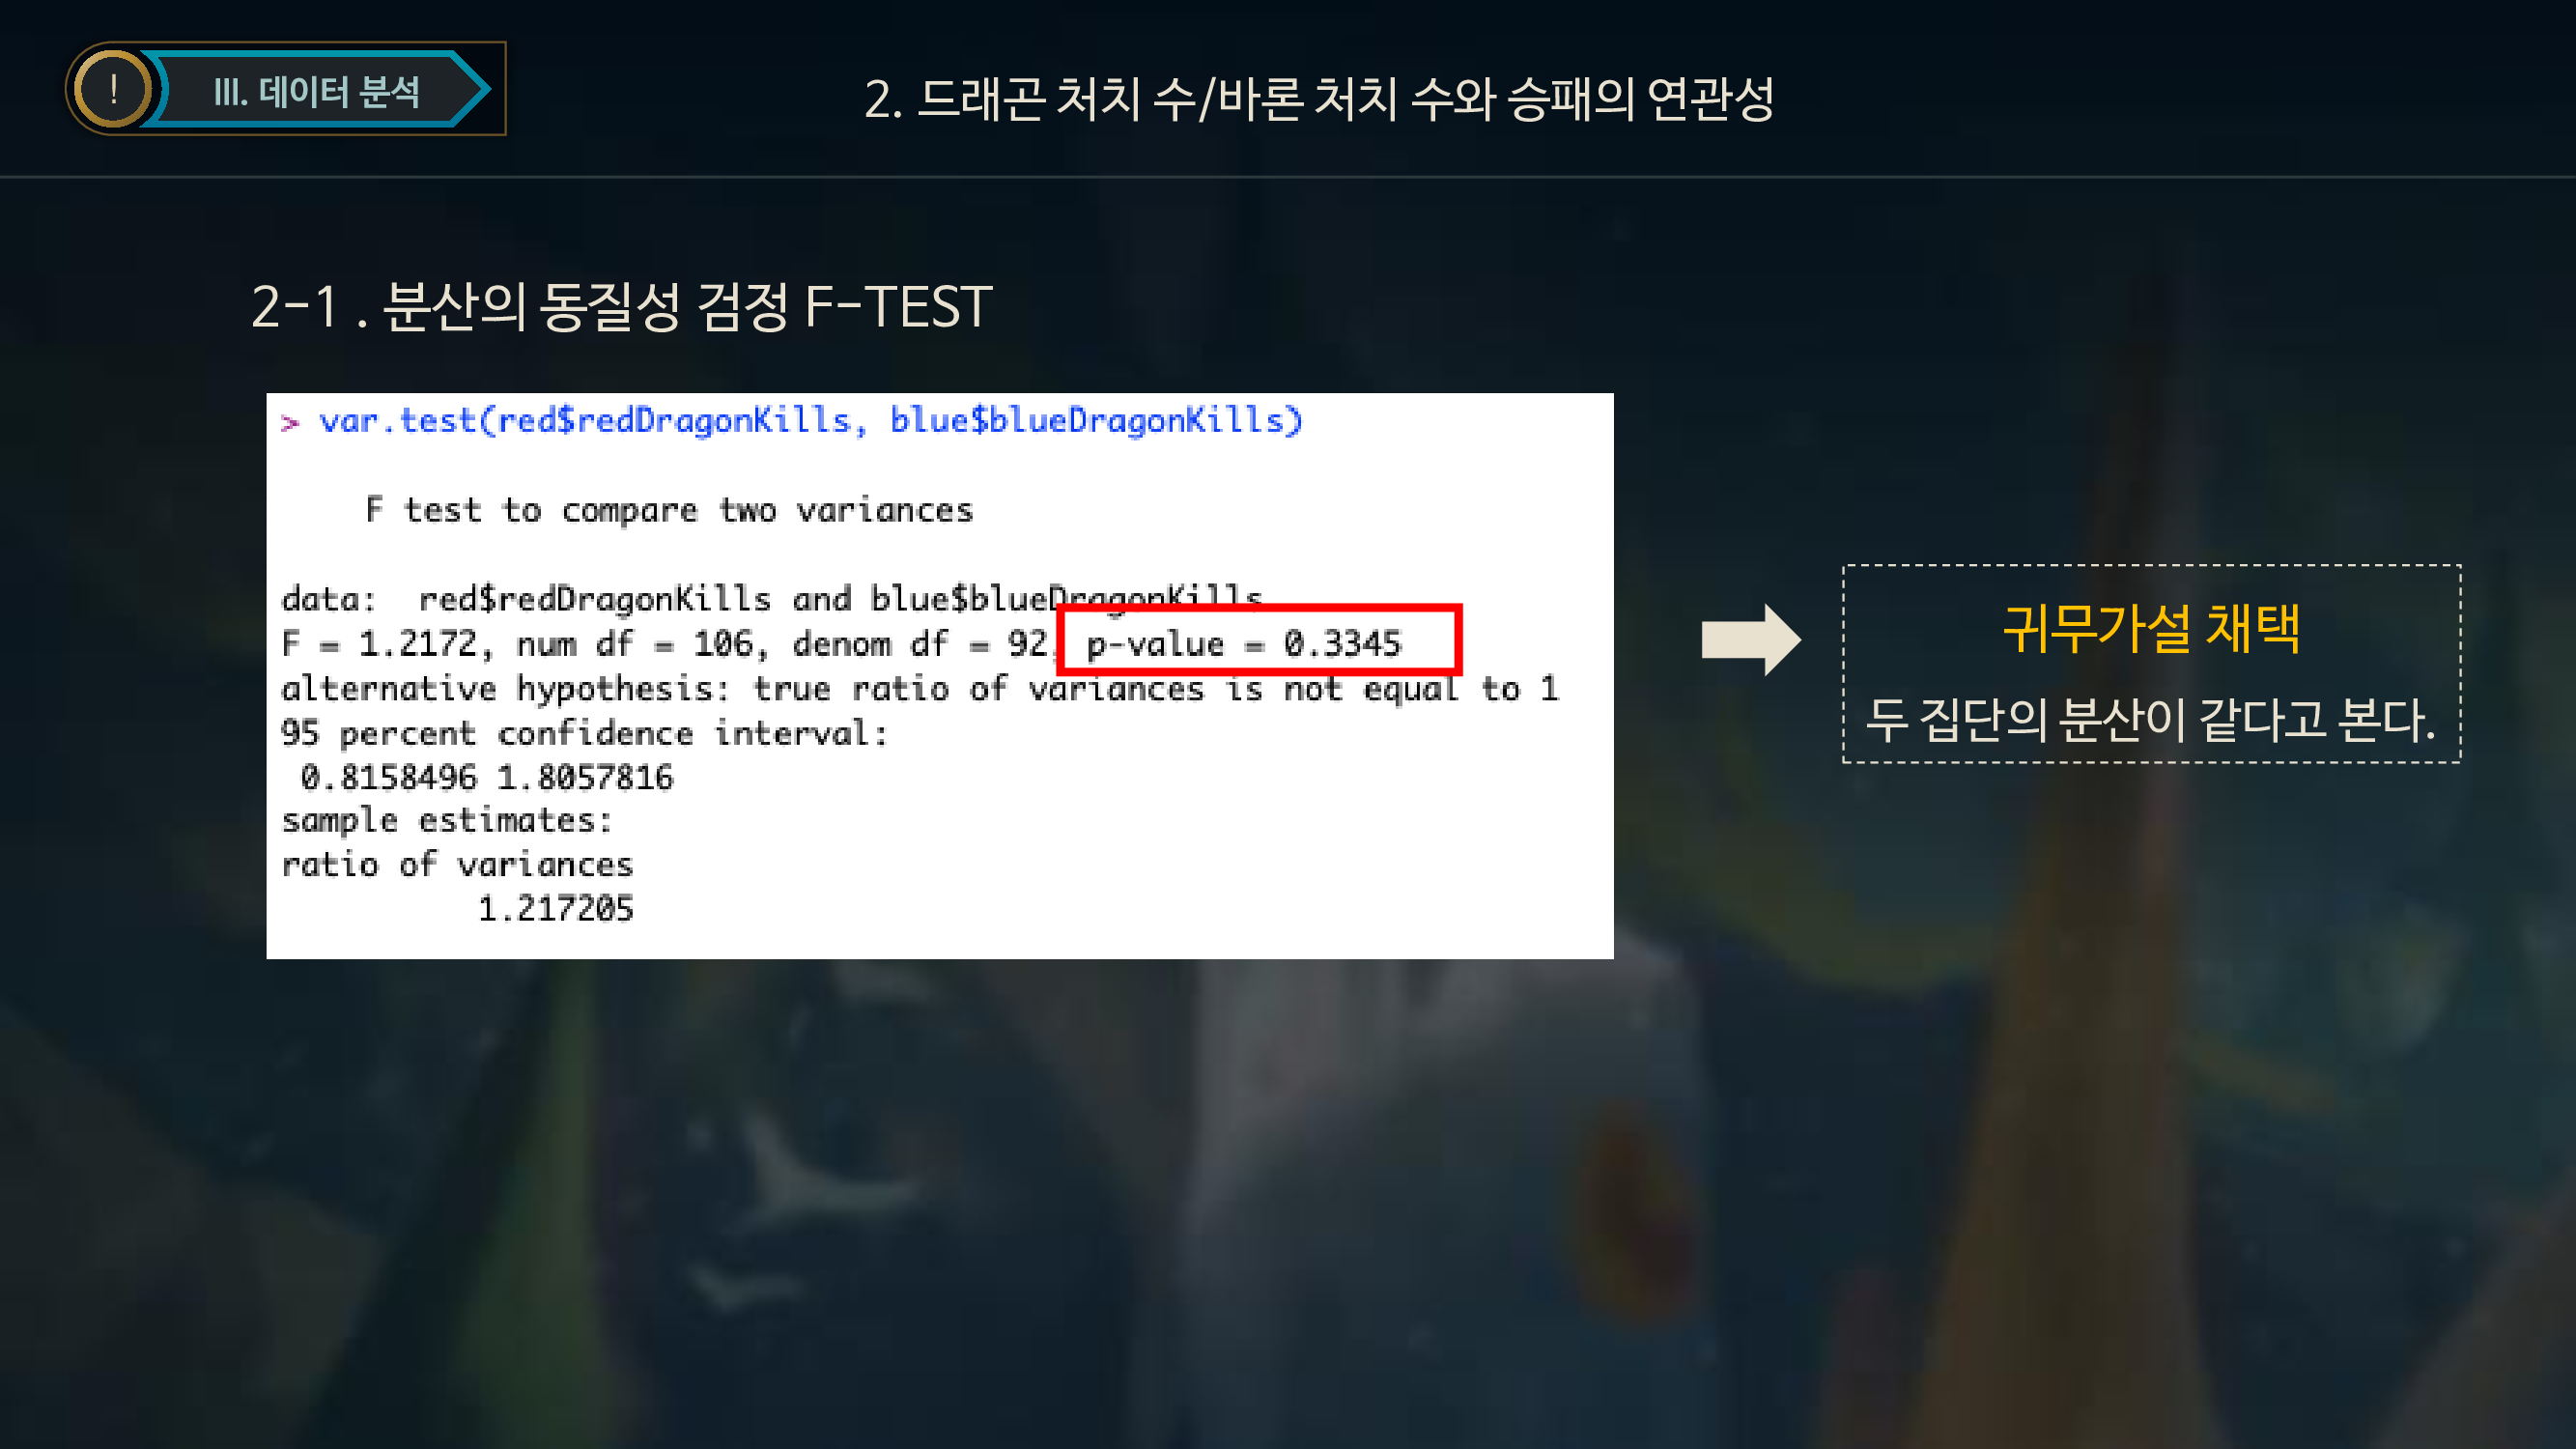 !
III. 데이터 분석
2. 드래곤 처치 수/바론 처치 수와 승패의 연관성
2-1 . 분산의 동질성 검정 F-TEST
> var.test(red$redDragonKills, blue$blueDragonKills)
F test to compare two variances
data:  red$redDragonKills and blue$blueDragonKills
F = 1.2172, num df = 106, denom df = 92, p-value = 0.3345
alternative hypothesis: true ratio of variances is not equal to 1
95 percent confidence interval:
0.8158496 1.8057816
sample estimates:
ratio of variances
1.217205
귀무가설 채택
두 집단의 분산이 같다고 본다.